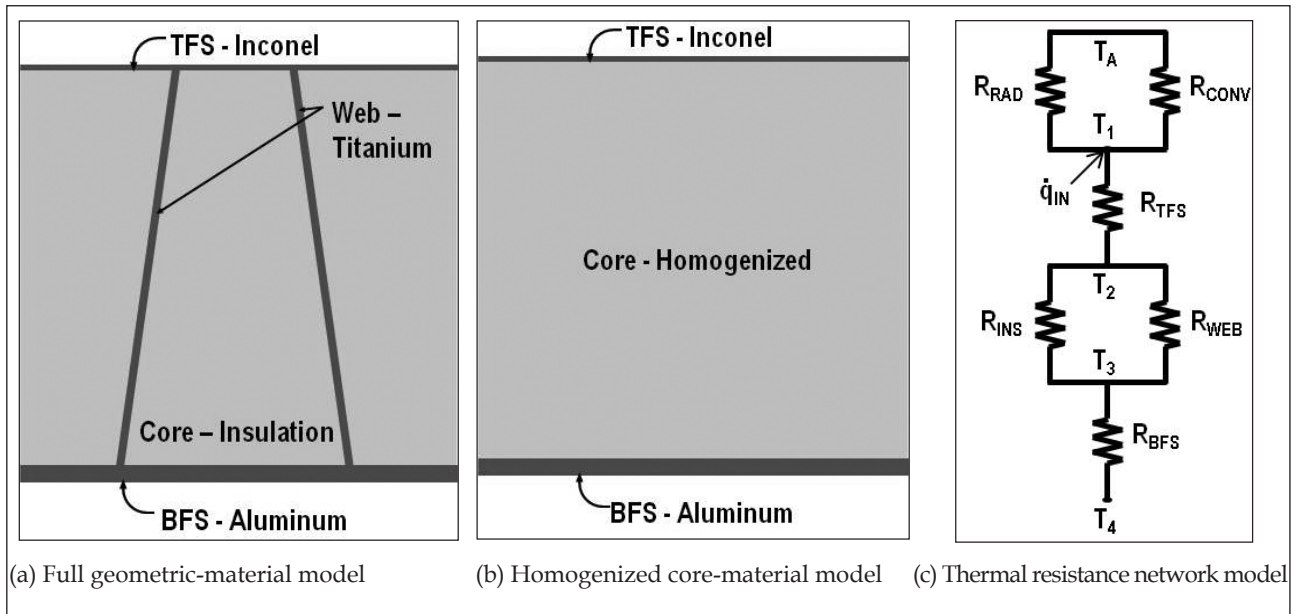 TFS - Inconel
Web –
Titanium
Core – Insulation
BFS - Aluminum
(a) Full geometric-material model
TFS - Inconel
Core - Homogenized
BFS - Aluminum
(b) Homogenized core-material model
T_A
R_RAD
R_CONV
T_1
q̇_IN
R_TFS
T_2
R_INS
R_WEB
T_3
R_BFS
T_4
(c) Thermal resistance network model